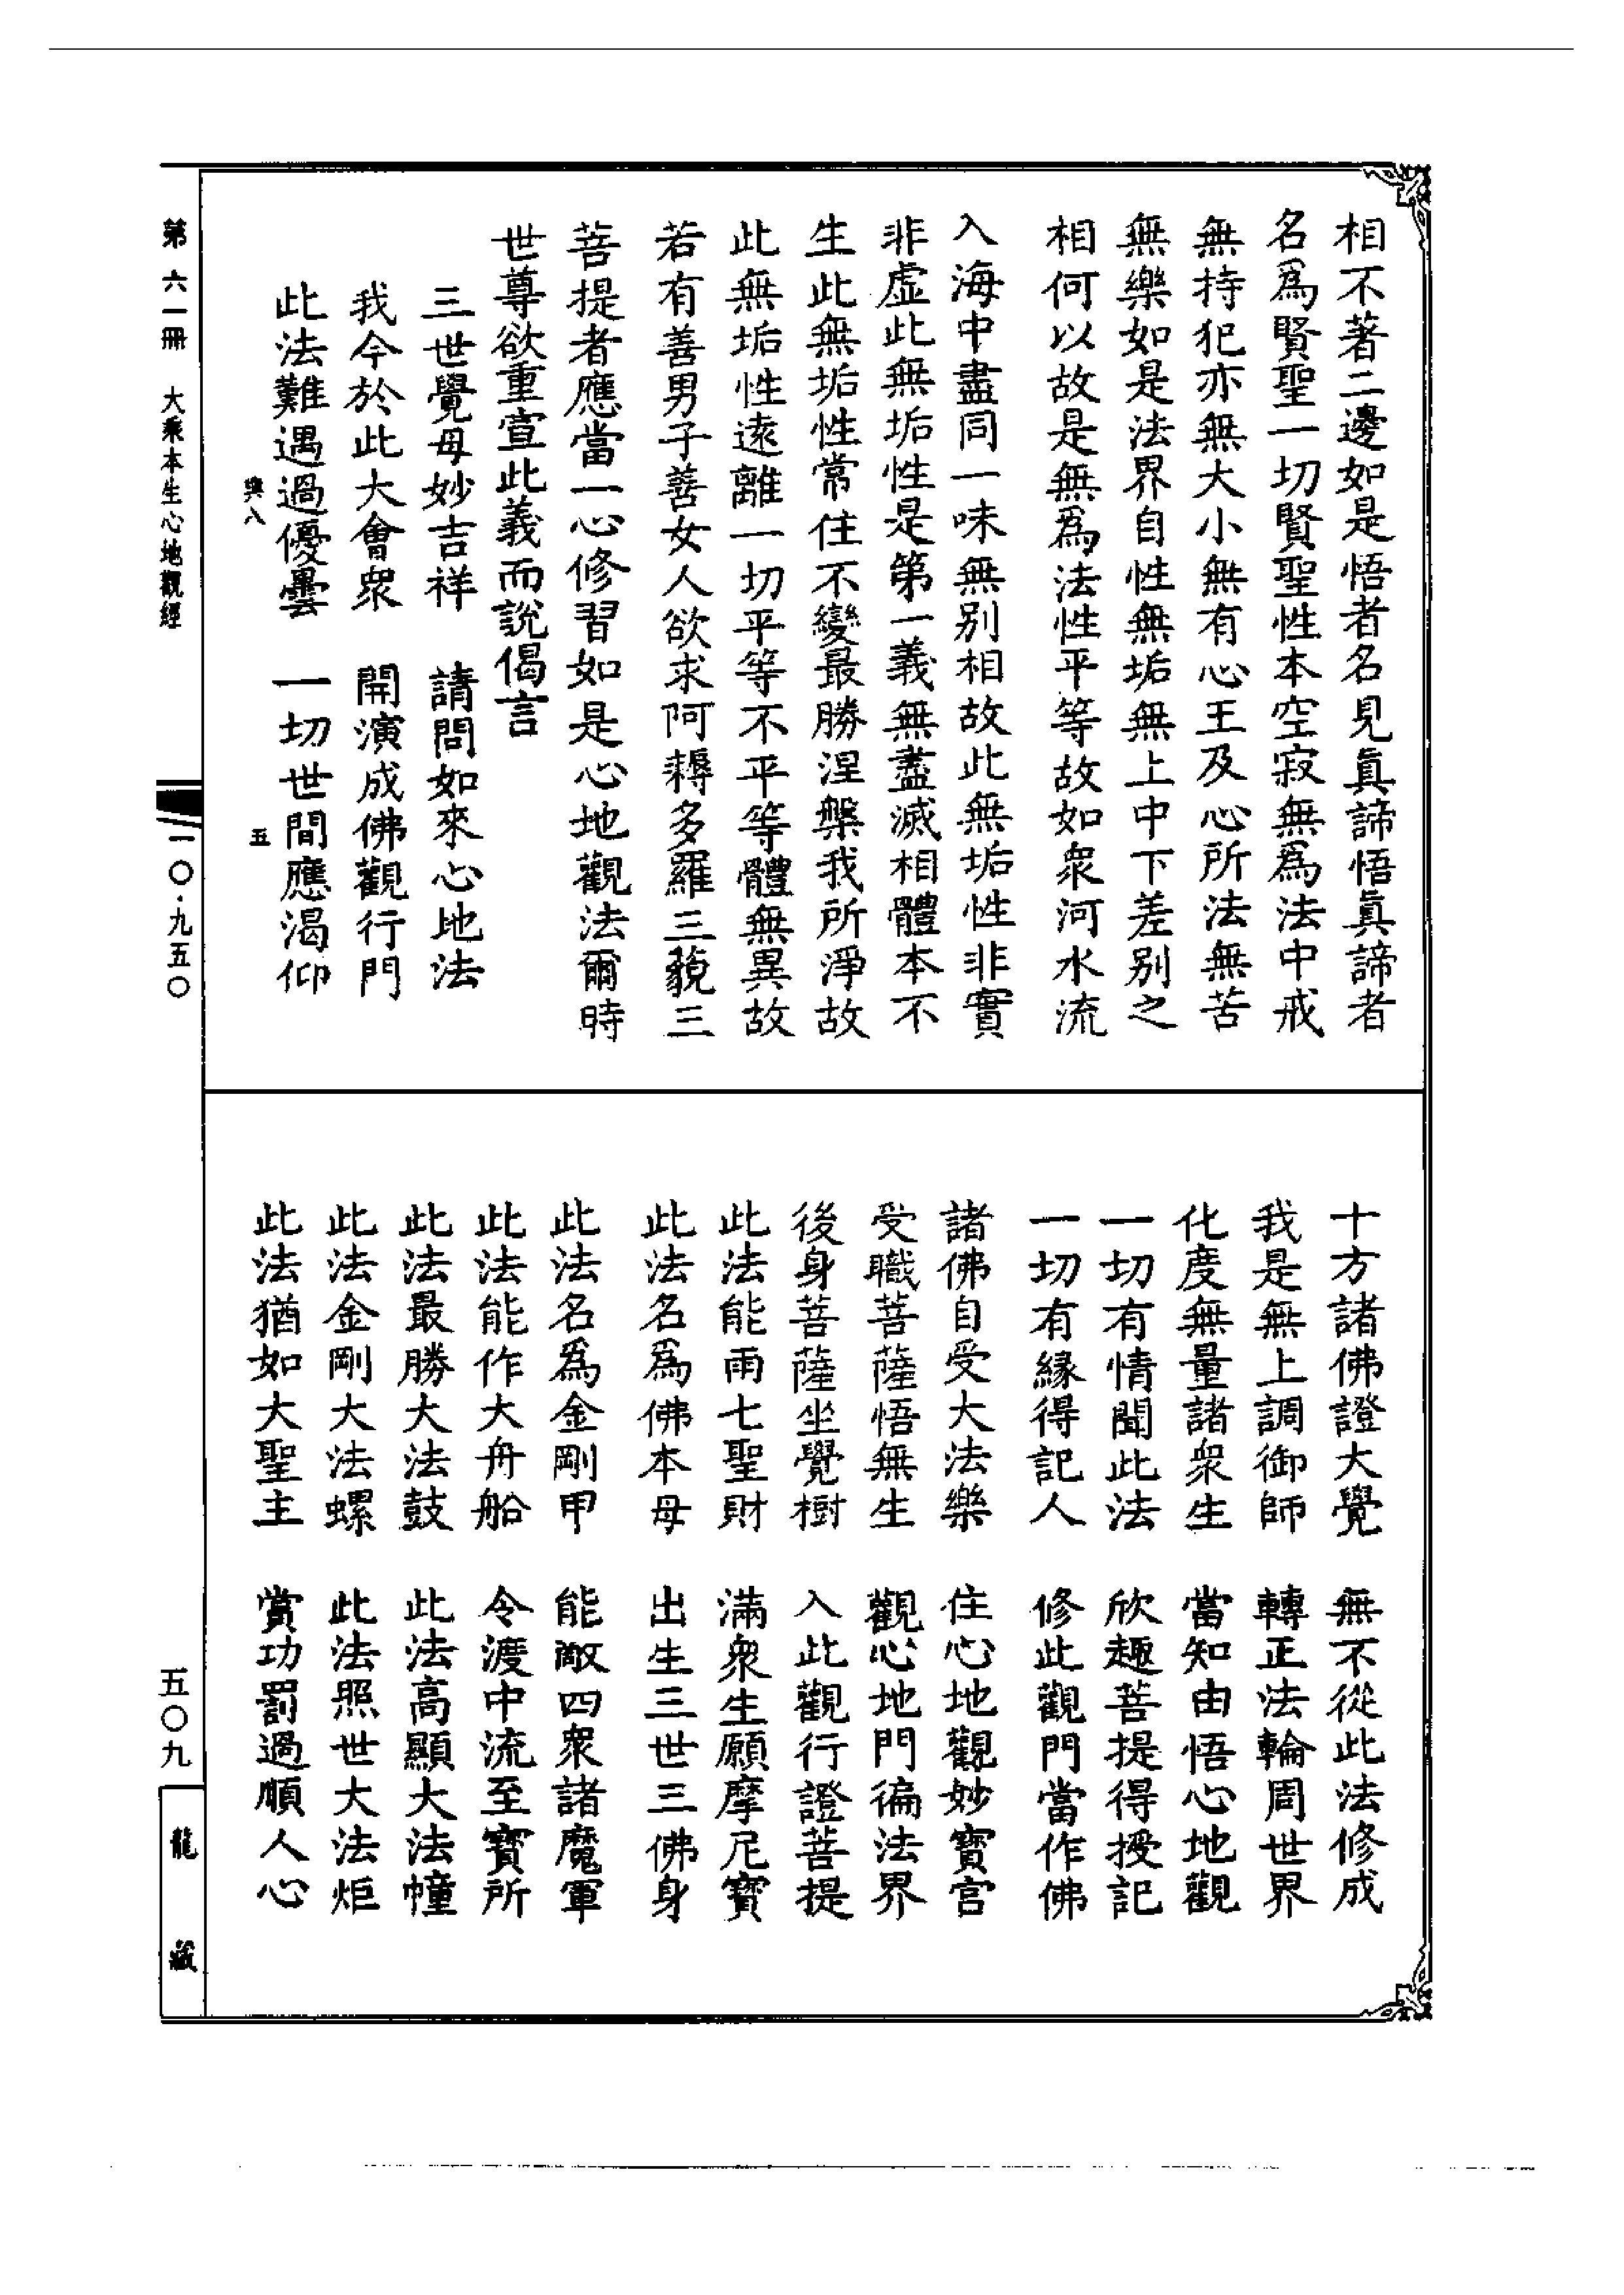 相不著二邊如是悟者名見眞諦悟眞諦者
名爲賢聖一切賢聖性本空寂無爲法中戒
無持犯亦無大小無有心王及心所法無苦
無樂如是法界自性無垢無上中下差別之
相何以故是無爲法性平等故如衆河水流
入海中盡同一味無別相故此無垢性非實
非虛此無垢性是第一義無盡滅相體本不
生此無垢性常住不變最勝涅槃我所淨故
此無垢性遠離一切平等不平等體無異故
若有善男子善女人欲求阿耨多羅三藐三
菩提者應當一心修習如是心地觀法爾時
世尊欲重宣此義而說偈言
三世覺母妙吉祥　請問如來心地法
我今於此大會衆　開演成佛觀行門
此法難遇過優曇　一切世間應渴仰
十方諸佛證大覺　無不從此法修成
我是無上調御師　轉正法輪周世界
化度無量諸衆生　當知由悟心地觀
一切有情聞此法　欣趣菩提得授記
一切有緣得記人　修此觀門當作佛
諸佛自受大法樂　住心地觀妙寶宮
受職菩薩悟無生　觀心地門徧法界
後身菩薩坐覺樹　入此觀行證菩提
此法能雨七聖財　滿衆生願摩尼寶
此法名爲佛本母　出生三世三佛身
此法名爲金剛甲　能敵四衆諸魔軍
此法能作大舟船　令渡中流至寶所
此法最勝大法鼓　此法高顯大法幢
此法金剛大法螺　此法照世大法炬
此法猶如大聖主　賞功罰過順人心
輿八　五
第六一冊　大乘本生心地觀經　一〇·九五〇　五〇九　龍藏